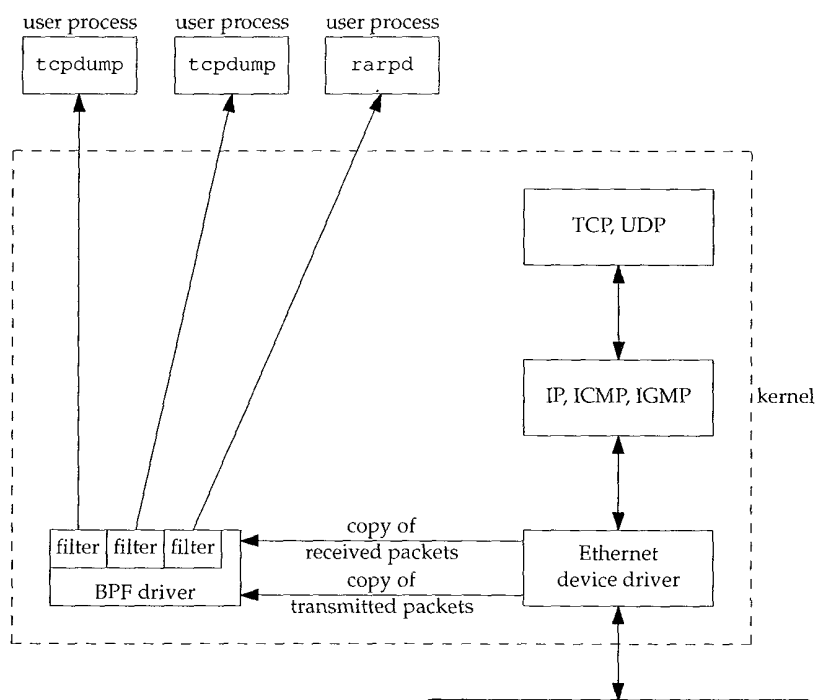 user process
user process
user process
tcpdump
tcpdump
rarpd
TCP, UDP
IP, ICMP, IGMP
kernel
filter
filter
filter
BPF driver
copy of
received packets
copy of
transmitted packets
Ethernet
device driver